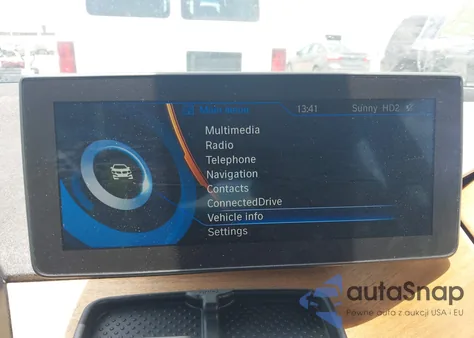 Main menu 13:41 Sunny HD2
Multimedia
Radio
Telephone
Navigation
Contacts
ConnectedDrive
Vehicle info
Settings
autoSnap
Pewne auta z aukcji USA • EU